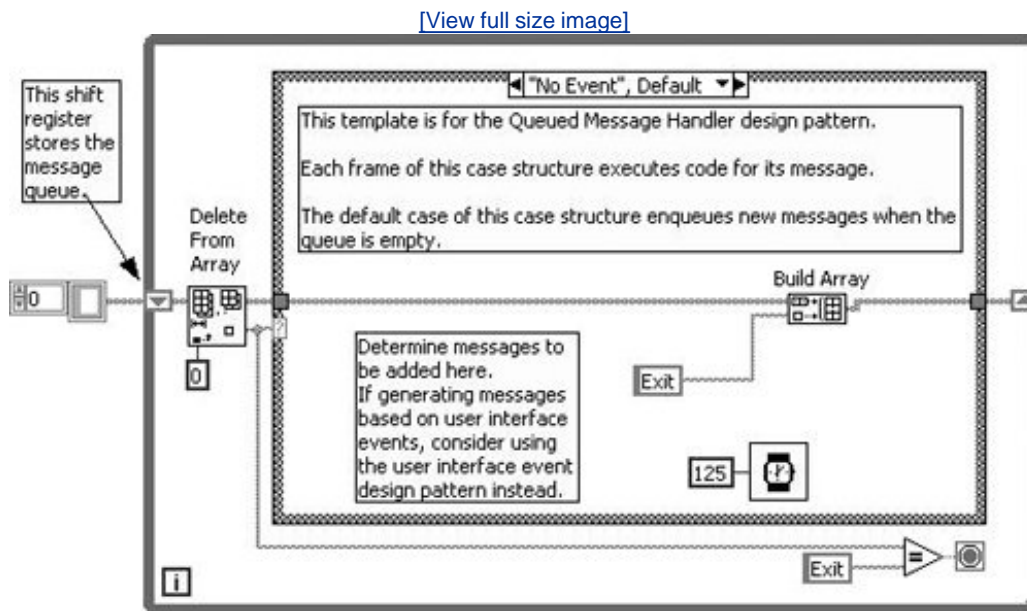 [View full size image]
"No Event", Default
This shift
register
stores the
message
queue.
This template is for the Queued Message Handler design pattern.
Each frame of this case structure executes code for its message.
The default case of this case structure enqueues new messages when the
queue is empty.
Delete
From
Array
Build Array
0
?
0
Determine messages to
be added here.
If generating messages
based on user interface
events, consider using
the user interface event
design pattern instead.
Exit
125
Exit
=
i